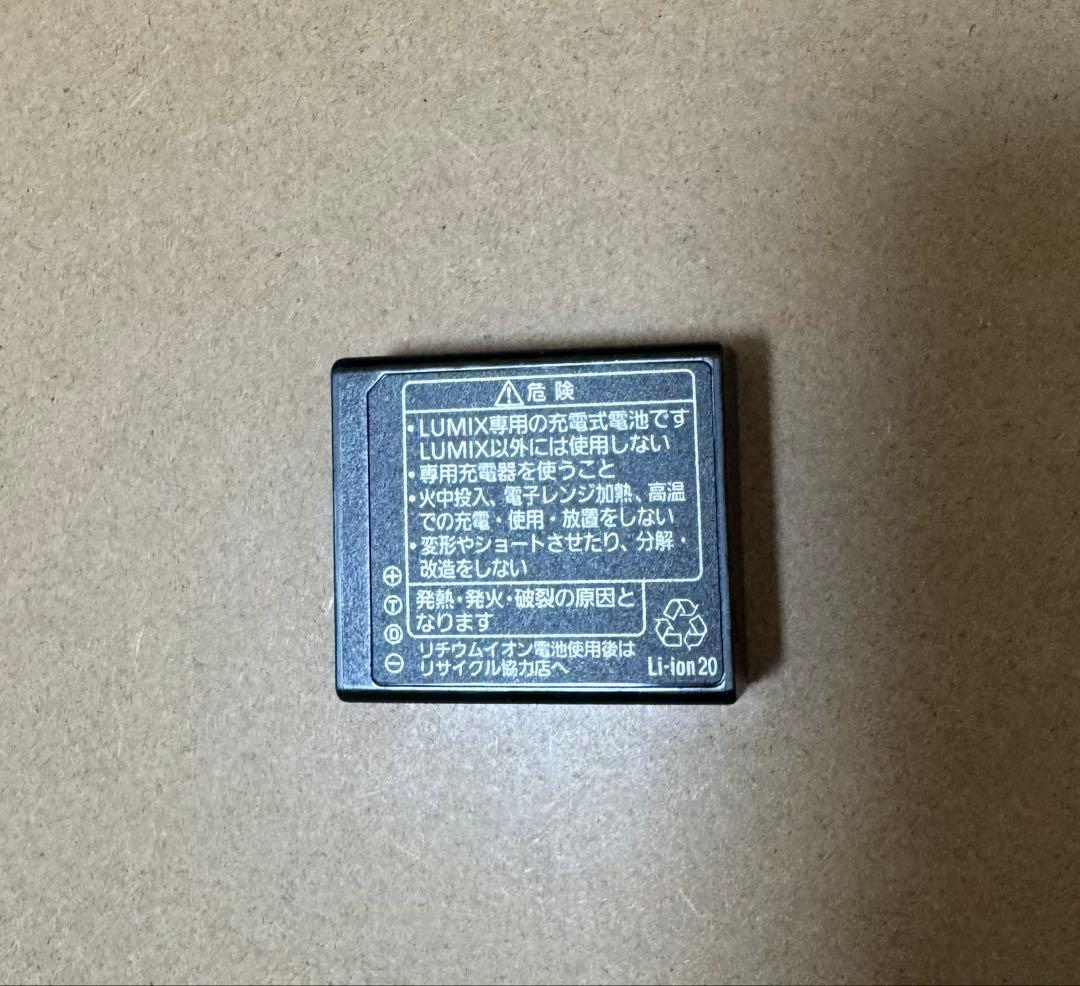 危険
・LUMIX専用の充電式電池です
LUMIX以外には使用しない
・専用充電器を使うこと
・火中投入、電子レンジ加熱、高温
での充電・使用・放置をしない
・変形やショートさせたり、分解・
改造をしない
発熱・発火・破裂の原因と
なります
リチウムイオン電池使用後は
リサイクル協力店へ
Li-ion 20
⊕
Ⓣ
Ⓓ
⊖